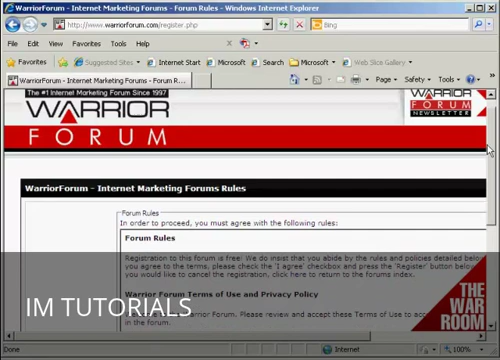 WarriorForum - Internet Marketing Forums - Forum Rules - Windows Internet Explorer
http://www.warriorforum.com/register.php
Bing
File Edit View Favorites Tools Help
Favorites Suggested Sites Internet Start Microsoft eBay Search Microsoft Web Slice Gallery
WarriorForum - Internet Marketing Forums - Forum R...
Page Safety Tools
The #1 Internet Marketing Forum Since 1997
WARRIOR
FORUM
WARRIOR
FORUM
NEWSLETTER
WarriorForum - Internet Marketing Forums Rules
Forum Rules
In order to proceed, you must agree with the following rules:
Forum Rules
Registration to this forum is free! We do insist that you abide by the rules and policies detailed below
you agree to the terms, please check the 'I agree' checkbox and press the 'Register' button below
you would like to cancel the registration, click here to return to the forums index.
Warrior Forum Terms of Use and Privacy Policy
to the Warrior Forum. Please review and accept these Terms of Use
in the forum.
IM TUTORIALS
THE
WAR
ROOM
Done Internet 100%